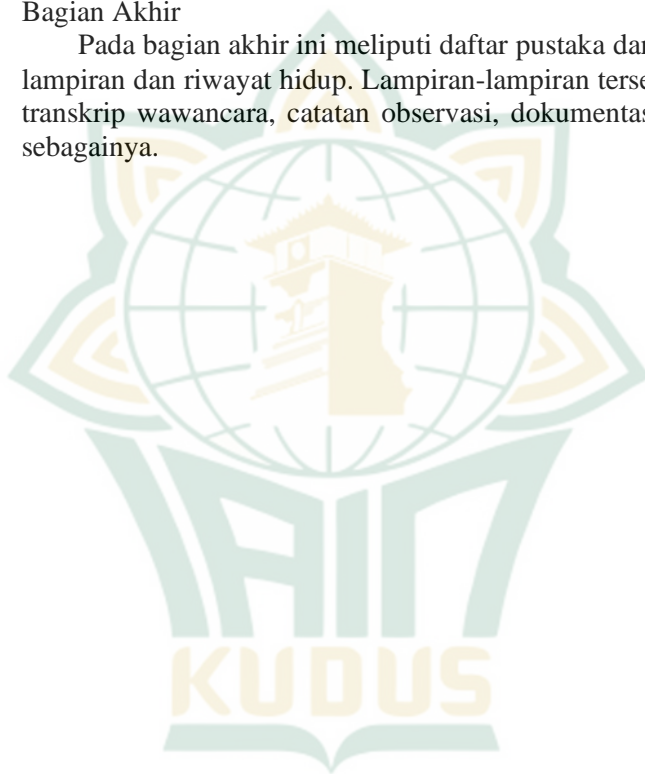 Bagian Akhir
Pada bagian akhir ini meliputi daftar pustaka dan
lampiran dan riwayat hidup. Lampiran-lampiran terse
transkrip wawancara, catatan observasi, dokumentas
sebagainya.
IAIN
KUDUS